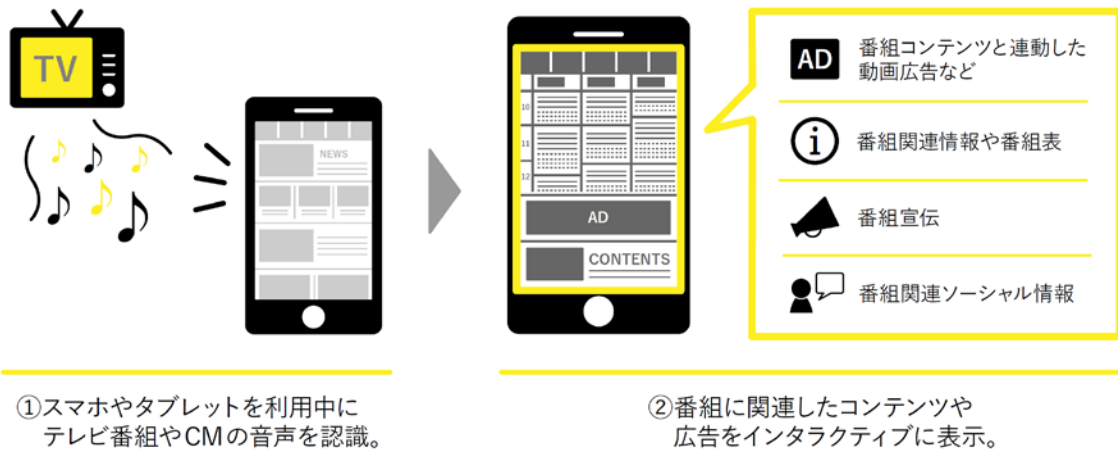 TV
NEWS
10
11
12
AD
CONTENTS
AD
番組コンテンツと連動した
動画広告など
i
番組関連情報や番組表
番組宣伝
番組関連ソーシャル情報
①スマホやタブレットを利用中に
テレビ番組やCMの音声を認識。
②番組に関連したコンテンツや
広告をインタラクティブに表示。